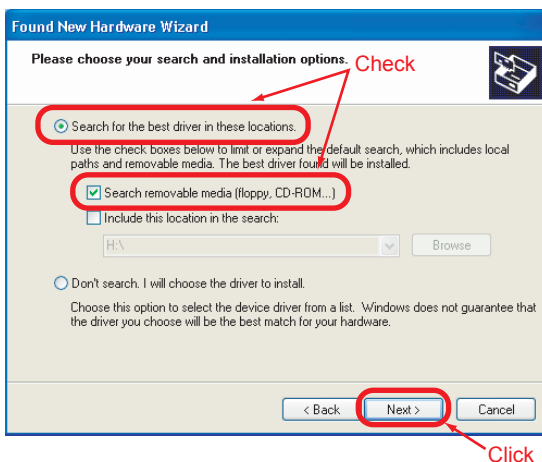 Found New Hardware Wizard
Please choose your search and installation options.
Check
Search for the best driver in these locations.
Use the check boxes below to limit or expand the default search, which includes local
paths and removable media. The best driver found will be installed.
Search removable media (floppy, CD-ROM...)
Include this location in the search:
H:\
Browse
Don't search. I will choose the driver to install.
Choose this option to select the device driver from a list. Windows does not guarantee that
the driver you choose will be the best match for your hardware.
< Back
Next >
Cancel
Click